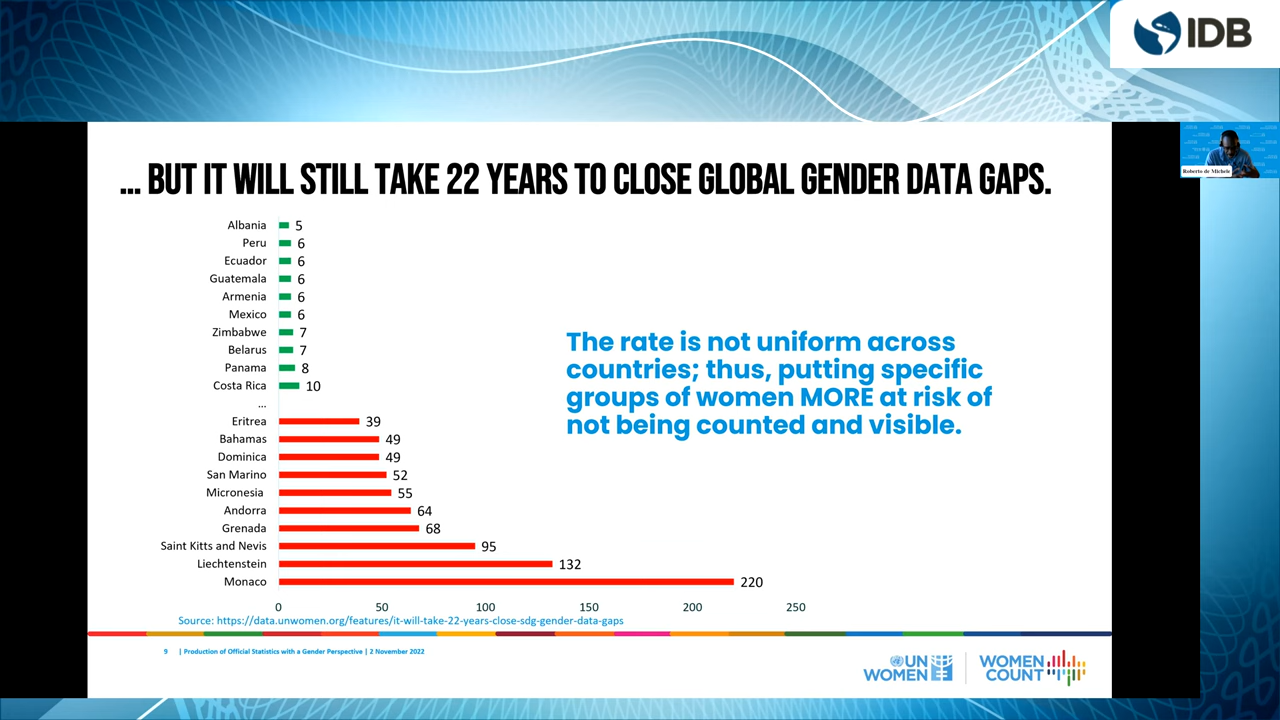 IDB
... BUT IT WILL STILL TAKE 22 YEARS TO CLOSE GLOBAL GENDER DATA GAPS.
Roberto de Michele
Albania 5
Peru 6
Ecuador 6
Guatemala 6
Armenia 6
Mexico 6
Zimbabwe 7
Belarus 7
Panama 8
Costa Rica 10
...
Eritrea 39
Bahamas 49
Dominica 49
San Marino 52
Micronesia 55
Andorra 64
Grenada 68
Saint Kitts and Nevis 95
Liechtenstein 132
Monaco 220
0 50 100 150 200 250
The rate is not uniform across
countries; thus, putting specific
groups of women MORE at risk of
not being counted and visible.
Source: https://data.unwomen.org/features/it-will-take-22-years-close-sdg-gender-data-gaps
9 | Production of Official Statistics with a Gender Perspective | 2 November 2022
UN
WOMEN
WOMEN
COUNT